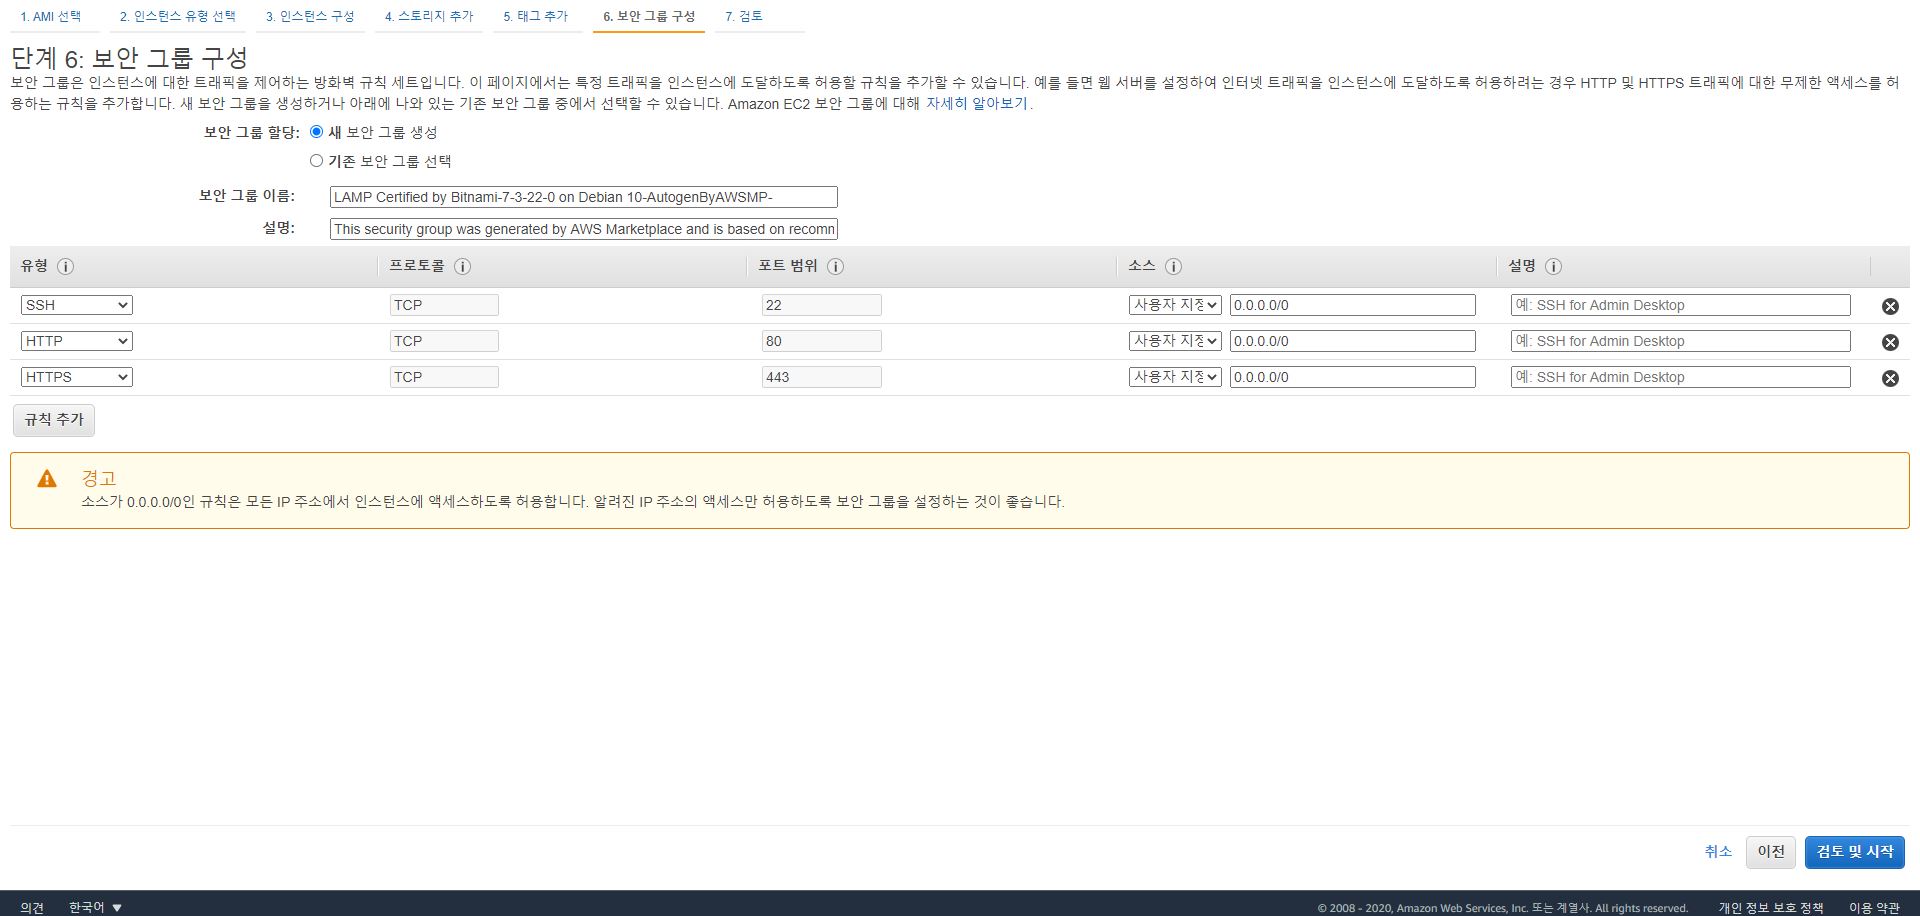 1. AMI 선택 2. 인스턴스 유형 선택 3. 인스턴스 구성 4. 스토리지 추가 5. 태그 추가 6. 보안 그룹 구성 7. 검토
단계 6: 보안 그룹 구성
보안 그룹은 인스턴스에 대한 트래픽을 제어하는 방화벽 규칙 세트입니다. 이 페이지에서는 특정 트래픽을 인스턴스에 도달하도록 허용할 규칙을 추가할 수 있습니다. 예를 들면 웹 서버를 설정하여 인터넷 트래픽을 인스턴스에 도달하도록 허용하려는 경우 HTTP 및 HTTPS 트래픽에 대한 무제한 액세스를 허
용하는 규칙을 추가합니다. 새 보안 그룹을 생성하거나 아래에 나와 있는 기존 보안 그룹 중에서 선택할 수 있습니다. Amazon EC2 보안 그룹에 대해 자세히 알아보기.
보안 그룹 할당: 새 보안 그룹 생성
기존 보안 그룹 선택
보안 그룹 이름: LAMP Certified by Bitnami-7-3-22-0 on Debian 10-AutogenByAWSMP-
설명: This security group was generated by AWS Marketplace and is based on recomm
유형 프로토콜 포트 범위 소스 설명
SSH TCP 22 사용자 지정 0.0.0.0/0 예: SSH for Admin Desktop
HTTP TCP 80 사용자 지정 0.0.0.0/0 예: SSH for Admin Desktop
HTTPS TCP 443 사용자 지정 0.0.0.0/0 예: SSH for Admin Desktop
규칙 추가
경고
소스가 0.0.0.0/0인 규칙은 모든 IP 주소에서 인스턴스에 액세스하도록 허용합니다. 알려진 IP 주소의 액세스만 허용하도록 보안 그룹을 설정하는 것이 좋습니다.
취소 이전 검토 및 시작
의견 한국어 © 2008 - 2020, Amazon Web Services, Inc. 또는 계열사. All rights reserved. 개인 정보 보호 정책 이용 약관